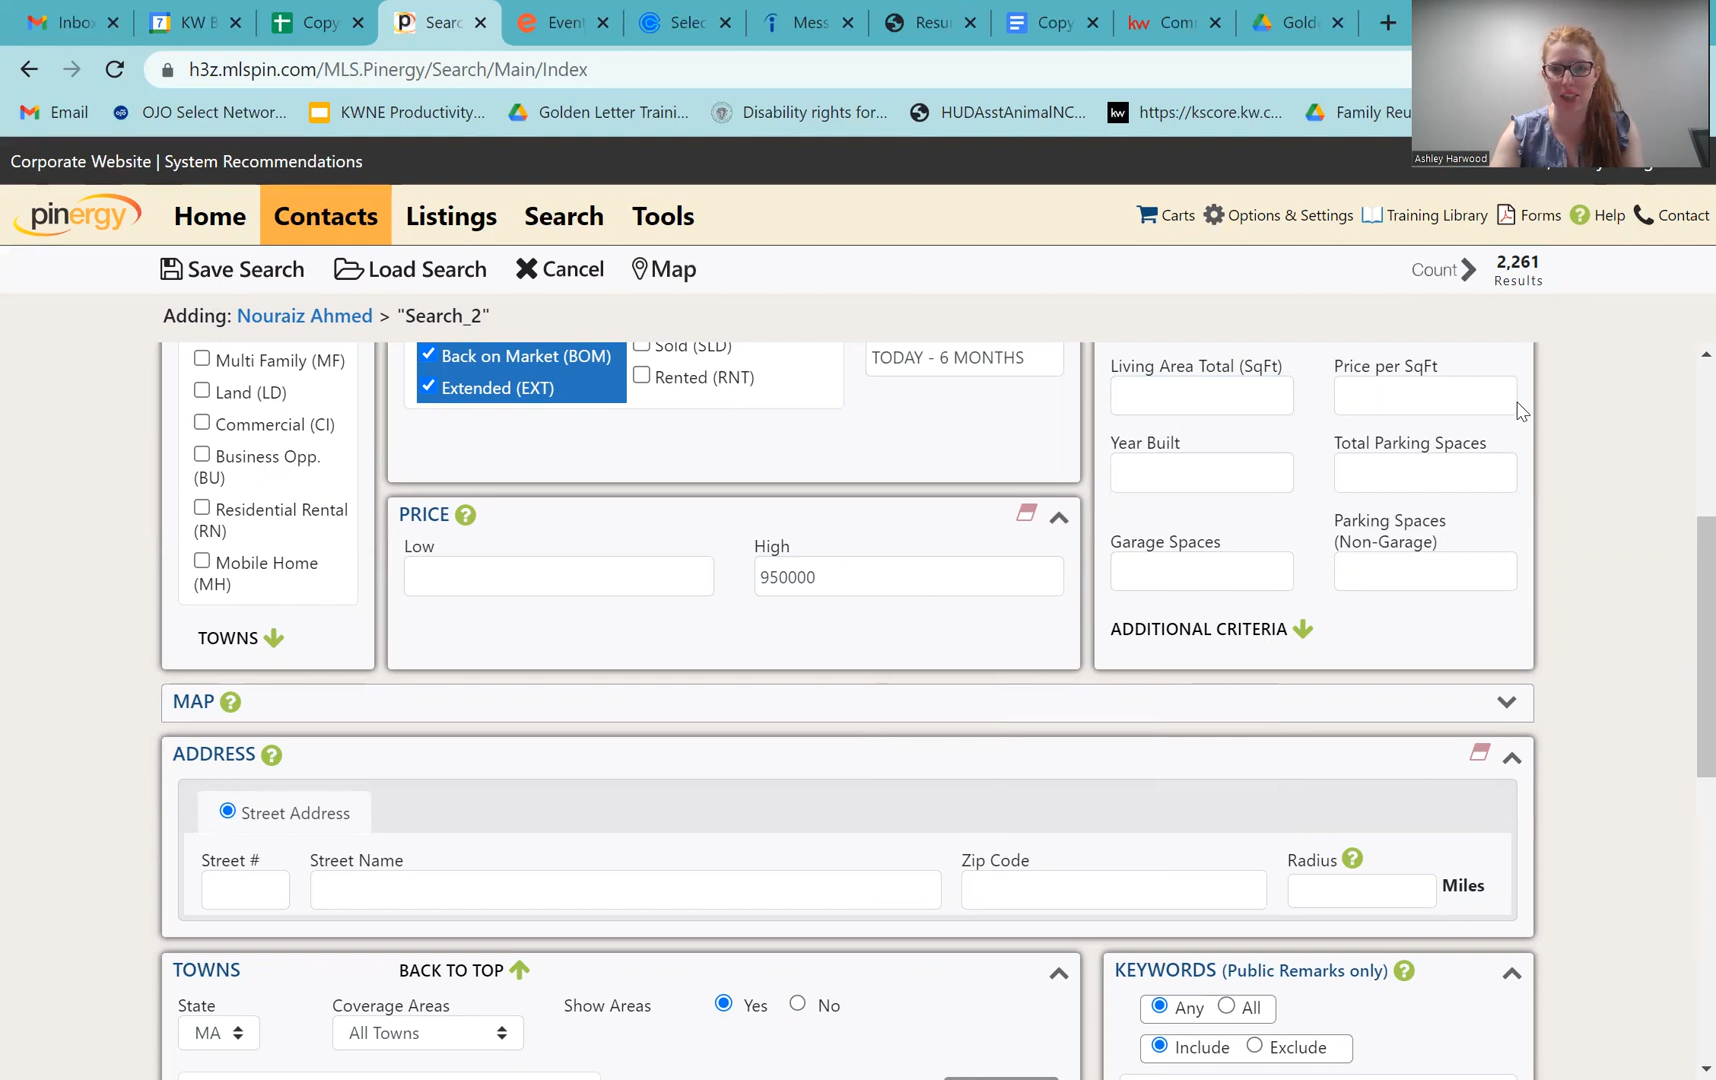 Inbox
KW B
Copy
Searc
Event
Selec
Mess
Resu
Copy
Com
Gold
h3z.mlspin.com/MLS.Pinergy/Search/Main/Index
Email
OJO Select Networ...
KWNE Productivity...
Golden Letter Traini...
Disability rights for...
HUDAsstAnimalNC...
https://kscore.kw.c...
Family Reu
Ashley Harwood
Corporate Website | System Recommendations
pinergy
Home
Contacts
Listings
Search
Tools
Carts
Options & Settings
Training Library
Forms
Help
Contact
Save Search
Load Search
Cancel
Map
Count
2,261
Results
Adding: Nouraiz Ahmed > "Search_2"
Multi Family (MF)
Land (LD)
Commercial (CI)
Business Opp.
(BU)
Residential Rental
(RN)
Mobile Home
(MH)
TOWNS
Back on Market (BOM)
Extended (EXT)
Sold (SLD)
Rented (RNT)
TODAY - 6 MONTHS
PRICE
Low
High
950000
Living Area Total (SqFt)
Price per SqFt
Year Built
Total Parking Spaces
Garage Spaces
Parking Spaces
(Non-Garage)
ADDITIONAL CRITERIA
MAP
ADDRESS
Street Address
Street #
Street Name
Zip Code
Radius
Miles
TOWNS
BACK TO TOP
State
Coverage Areas
Show Areas
Yes
No
MA
All Towns
KEYWORDS (Public Remarks only)
Any
All
Include
Exclude